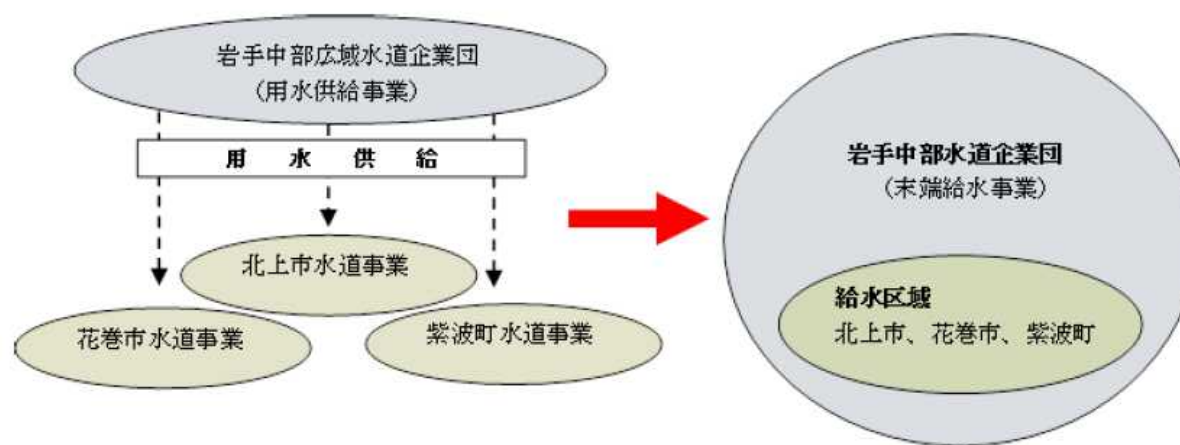 岩手中部広域水道企業団
（用水供給事業）
用水供給
北上市水道事業
花巻市水道事業
紫波町水道事業
岩手中部水道企業団
（末端給水事業）
給水区域
北上市、花巻市、紫波町